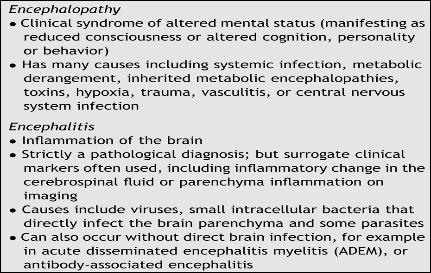 Encephalopathy
● Clinical syndrome of altered mental status (manifesting as
reduced consciousness or altered cognition, personality
or behavior)
● Has many causes including systemic infection, metabolic
derangement, inherited metabolic encephalopathies,
toxins, hypoxia, trauma, vasculitis, or central nervous
system infection
Encephalitis
● Inflammation of the brain
● Strictly a pathological diagnosis; but surrogate clinical
markers often used, including inflammatory change in the
cerebrospinal fluid or parenchyma inflammation on
imaging
● Causes include viruses, small intracellular bacteria that
directly infect the brain parenchyma and some parasites
● Can also occur without direct brain infection, for example
in acute disseminated encephalitis myelitis (ADEM), or
antibody-associated encephalitis